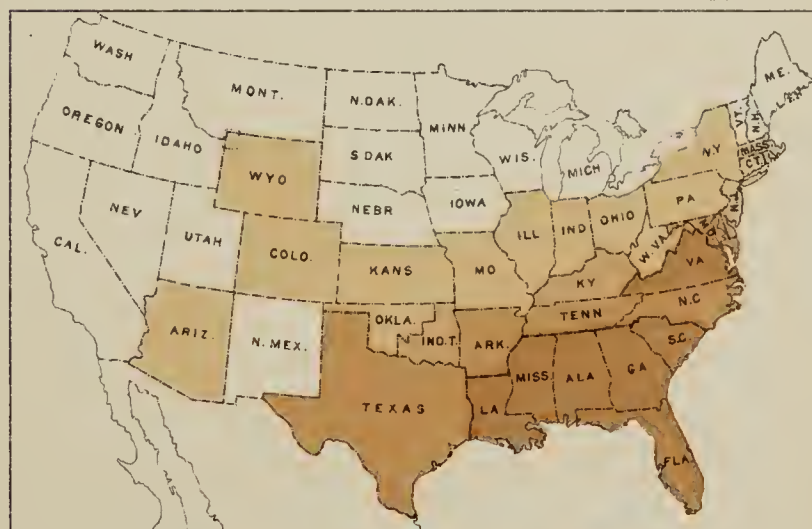 WASH
MONT.
N.DAK.
MINN
ME.
OREGON
IDAHO
S.DAK
WIS.
MICH
VT.
N.H.
N.Y
MASS
CT.
WYO
NEBR
IOWA
PA
NEV
UTAH
COLO.
ILL
IND
OHIO
CAL.
KANS
MO
W.VA
VA
KY
ARIZ.
N.MEX.
OKLA.
IND.T.
ARK.
TENN
N.C
S.C.
TEXAS
LA
MISS
ALA
GA
FLA.